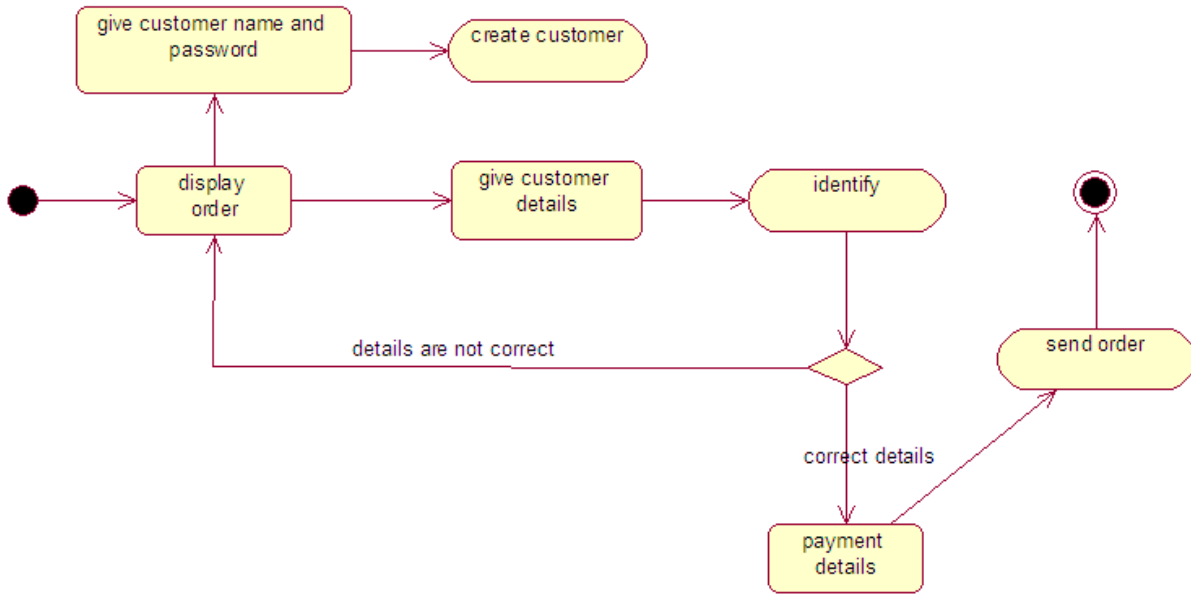 give customer name and
password
create customer
display
order
give customer
details
identify
details are not correct
send order
correct details
payment
details